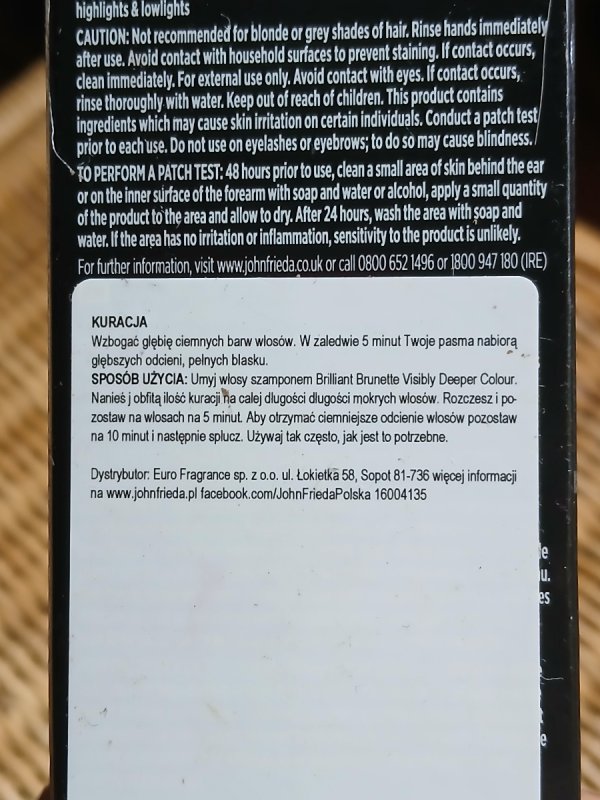 highlights & lowlights
CAUTION: Not recommended for blonde or grey shades of hair. Rinse hands immediately
after use. Avoid contact with household surfaces to prevent staining. If contact occurs,
clean immediately. For external use only. Avoid contact with eyes. If contact occurs,
rinse thoroughly with water. Keep out of reach of children. This product contains
ingredients which may cause skin irritation on certain individuals. Conduct a patch test
prior to each use. Do not use on eyelashes or eyebrows; to do so may cause blindness.
TO PERFORM A PATCH TEST: 48 hours prior to use, clean a small area of skin behind the ear
or on the inner surface of the forearm with soap and water or alcohol, apply a small quantity
of the product to the area and allow to dry. After 24 hours, wash the area with soap and
water. If the area has no irritation or inflammation, sensitivity to the product is unlikely.
For further information, visit www.johnfrieda.co.uk or call 0800 652 1496 or 1800 947 180 (IRE)
KURACJA
Wzbogać głębię ciemnych barw włosów. W zaledwie 5 minut Twoje pasma nabiorą
głębszych odcieni, pełnych blasku.
SPOSÓB UŻYCIA: Umyj włosy szamponem Brilliant Brunette Visibly Deeper Colour.
Nanieś j obfitą ilość kuracji na całej długości długości mokrych włosów. Rozczesz i po-
zostaw na włosach na 5 minut. Aby otrzymać ciemniejsze odcienie włosów pozostaw
na 10 minut i następnie spłucz. Używaj tak często, jak jest to potrzebne.
Dystrybutor: Euro Fragrance sp. z o.o. ul. Łokietka 58, Sopot 81-736 więcej informacji
na www.johnfrieda.pl facebook.com/JohnFriedaPolska 16004135